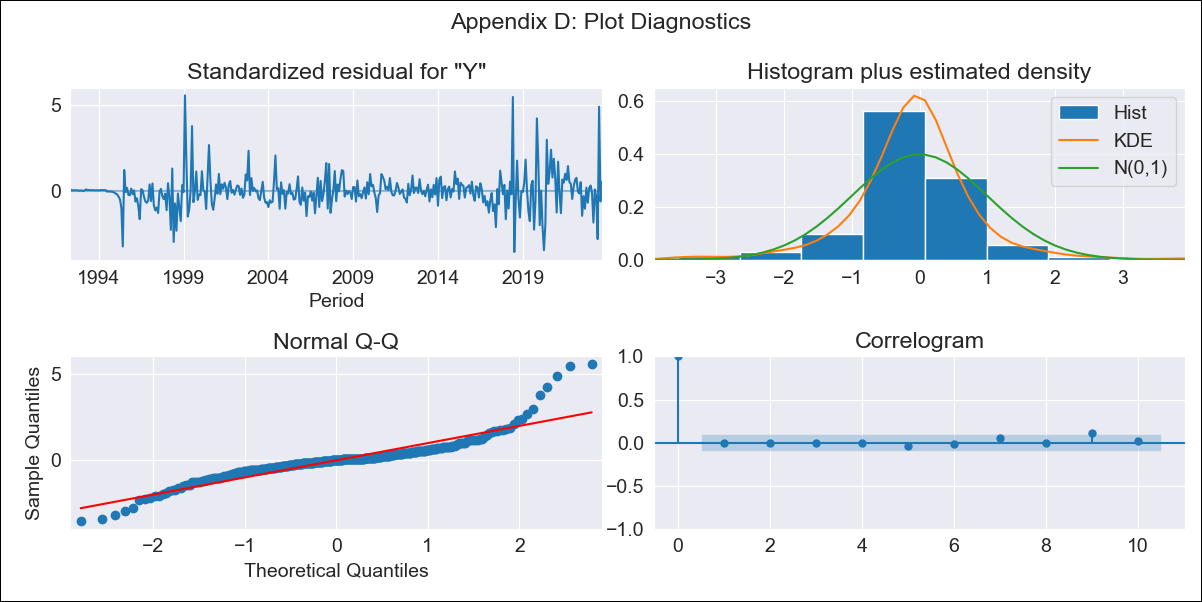 Appendix D: Plot Diagnostics
Standardized residual for "Y"
5
0
1994 1999 2004 2009 2014 2019
Period
Histogram plus estimated density
0.6
0.4
0.2
0.0
−3 −2 −1 0 1 2 3
Hist
KDE
N(0,1)
Normal Q-Q
Sample Quantiles
5
0
−2 −1 0 1 2
Theoretical Quantiles
Correlogram
1.0
0.5
0.0
−0.5
−1.0
0 2 4 6 8 10